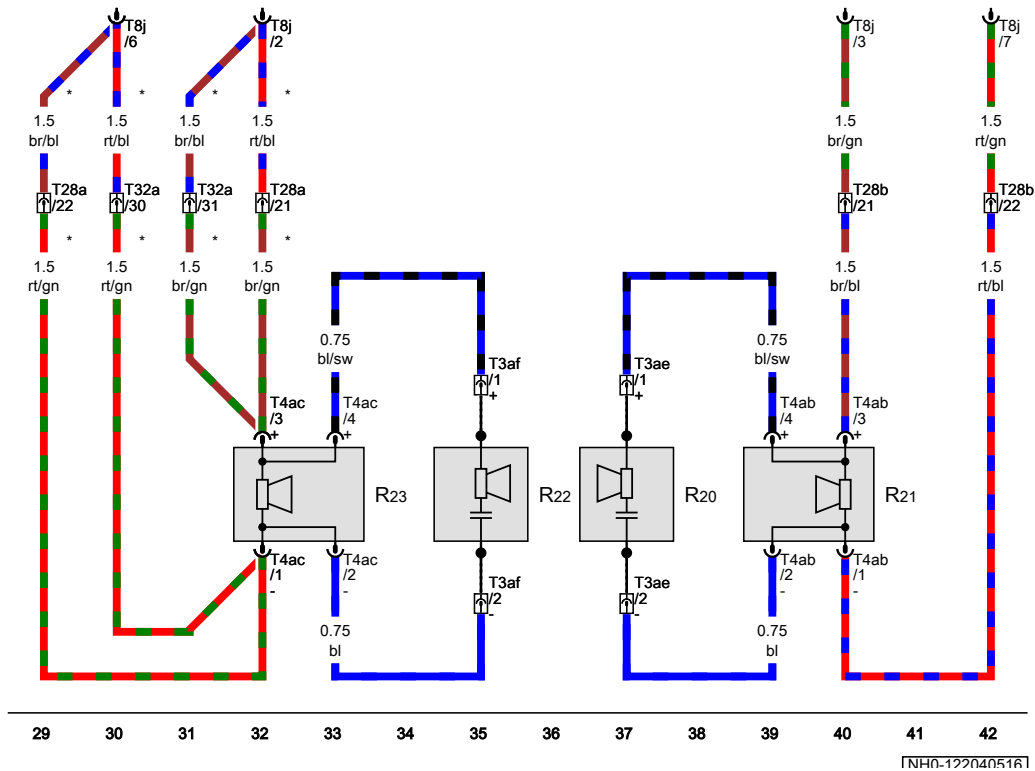 T8j
/6
T8j
/2
T8j
/3
T8j
/7
*
*
*
*
1.5
br/bl
1.5
rt/bl
1.5
br/bl
1.5
rt/bl
1.5
br/gn
1.5
rt/gn
T28a
/22
T32a
/30
T32a
/31
T28a
/21
T28b
/21
T28b
/22
*
*
*
*
1.5
rt/gn
1.5
rt/gn
1.5
br/gn
1.5
br/gn
1.5
br/bl
1.5
rt/bl
0.75
bl/sw
0.75
bl/sw
T3af
/1
+
T3ae
/1
+
T4ac
/3
+
T4ac
/4
+
T4ab
/4
+
T4ab
/3
+
R23
R22
R20
R21
T4ac
/1
-
T4ac
/2
-
T3af
/2
-
T3ae
/2
-
T4ab
/2
-
T4ab
/1
-
0.75
bl
0.75
bl
29 30 31 32 33 34 35 36 37 38 39 40 41 42
NH0-122040516